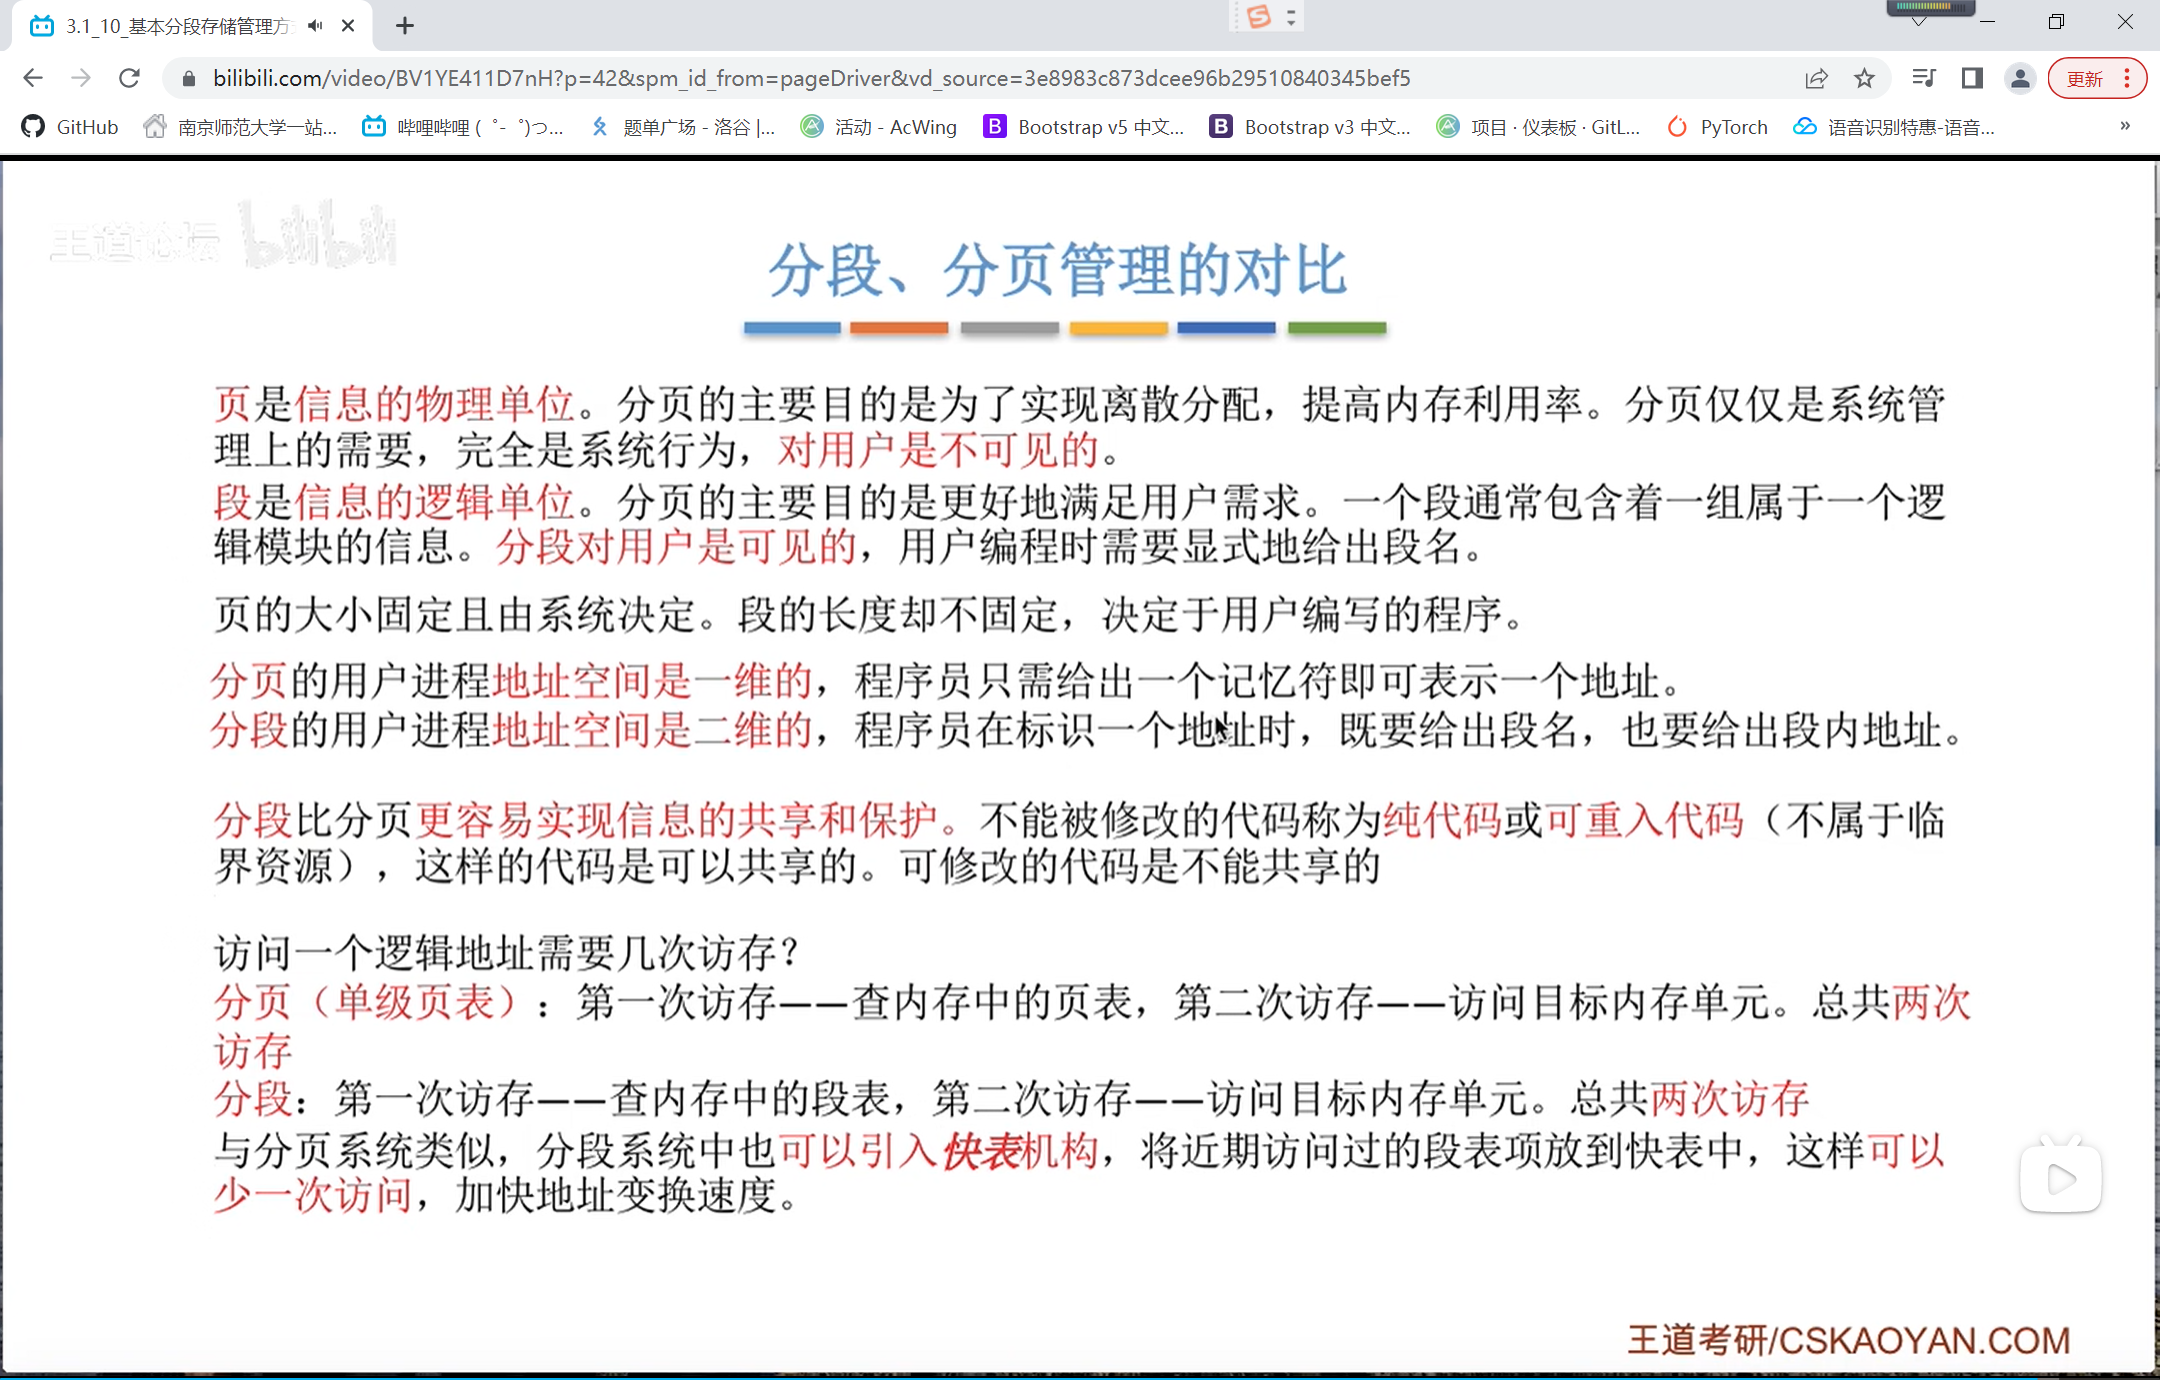 3.1_10_基本分段存储管理方
bilibili.com/video/BV1YE411D7nH?p=42&spm_id_from=pageDriver&vd_source=3e8983c873dcee96b29510840345bef5
更新
GitHub
南京师范大学一站...
哔哩哔哩 ( ゜- ゜)つ...
题单广场 - 洛谷 |...
活动 - AcWing
Bootstrap v5 中文...
Bootstrap v3 中文...
项目 · 仪表板 · GitL...
PyTorch
语音识别特惠-语音...
»
王道论坛 bilibili
分段、分页管理的对比
页是信息的物理单位。分页的主要目的是为了实现离散分配，提高内存利用率。分页仅仅是系统管
理上的需要，完全是系统行为，对用户是不可见的。
段是信息的逻辑单位。分页的主要目的是更好地满足用户需求。一个段通常包含着一组属于一个逻
辑模块的信息。分段对用户是可见的，用户编程时需要显式地给出段名。
页的大小固定且由系统决定。段的长度却不固定，决定于用户编写的程序。
分页的用户进程地址空间是一维的，程序员只需给出一个记忆符即可表示一个地址。
分段的用户进程地址空间是二维的，程序员在标识一个地址时，既要给出段名，也要给出段内地址。
分段比分页更容易实现信息的共享和保护。不能被修改的代码称为纯代码或可重入代码（不属于临
界资源），这样的代码是可以共享的。可修改的代码是不能共享的
访问一个逻辑地址需要几次访存？
分页（单级页表）：第一次访存——查内存中的页表，第二次访存——访问目标内存单元。总共两次
访存
分段：第一次访存——查内存中的段表，第二次访存——访问目标内存单元。总共两次访存
与分页系统类似，分段系统中也可以引入快表机构，将近期访问过的段表项放到快表中，这样可以
少一次访问，加快地址变换速度。
王道考研/CSKAOYAN.COM